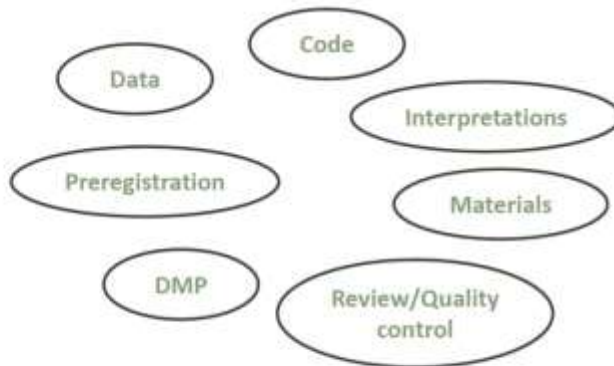 Code
Data
Interpretations
Preregistration
Materials
DMP
Review/Quality
control